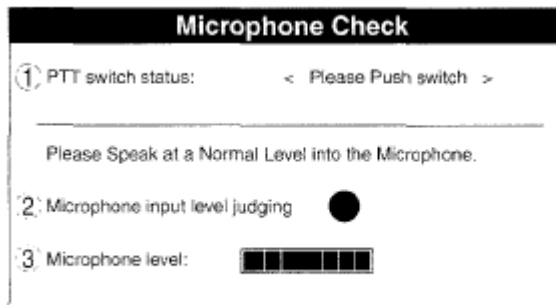 Microphone Check
① PTT switch status: < Please Push switch >
Please Speak at a Normal Level into the Microphone.
② Microphone input level judging
③ Microphone level: